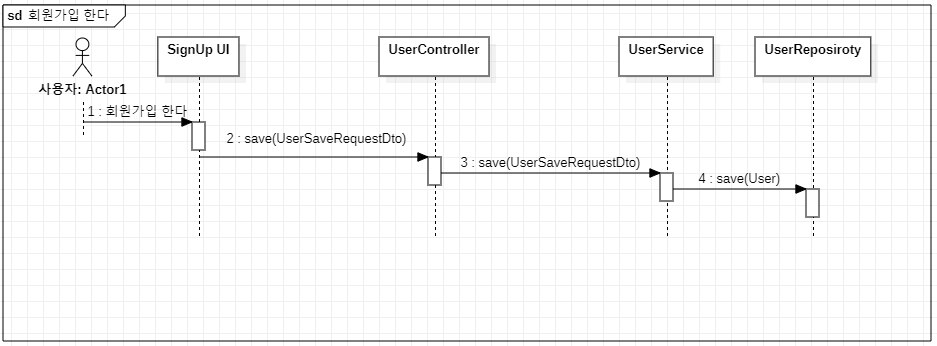 sd 회원가입 한다
SignUp UI
UserController
UserService
UserReposiroty
사용자: Actor1
1 : 회원가입 한다
2 : save(UserSaveRequestDto)
3 : save(UserSaveRequestDto)
4 : save(User)